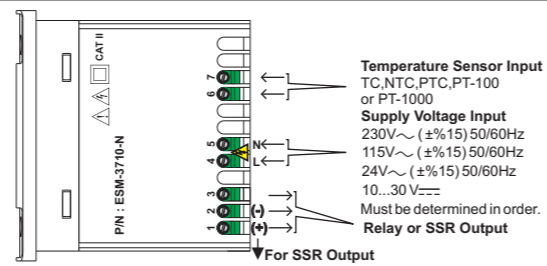 CAT II
P/N : ESM-3710-N
7
6
5
4
3
2
1
N
L
(-)
(+)
Temperature Sensor Input
TC,NTC,PTC,PT-100
or PT-1000
Supply Voltage Input
230V～ (±%15) 50/60Hz
115V～ (±%15) 50/60Hz
24V～ (±%15) 50/60Hz
10...30 V⎓
Must be determined in order.
Relay or SSR Output
For SSR Output